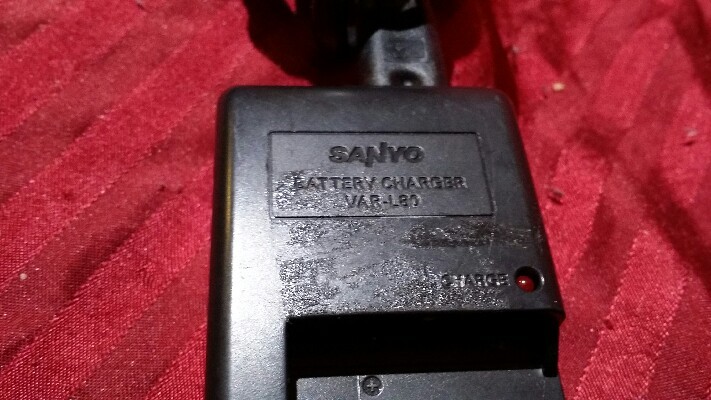 SANYO
BATTERY CHARGER
VAR-L80
CHARGE
+